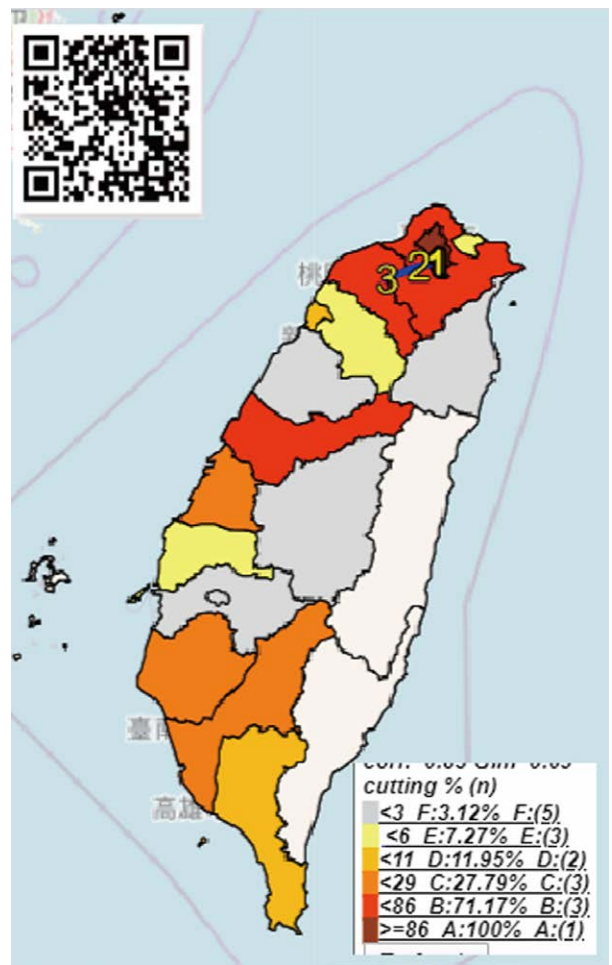 桃
3
2
1
臺南
高雄
cutting % (n)
<3 F:3.12% F:(5)
<6 E:7.27% E:(3)
<11 D:11.95% D:(2)
<29 C:27.79% C:(3)
<86 B:71.17% B:(3)
>=86 A:100% A:(1)